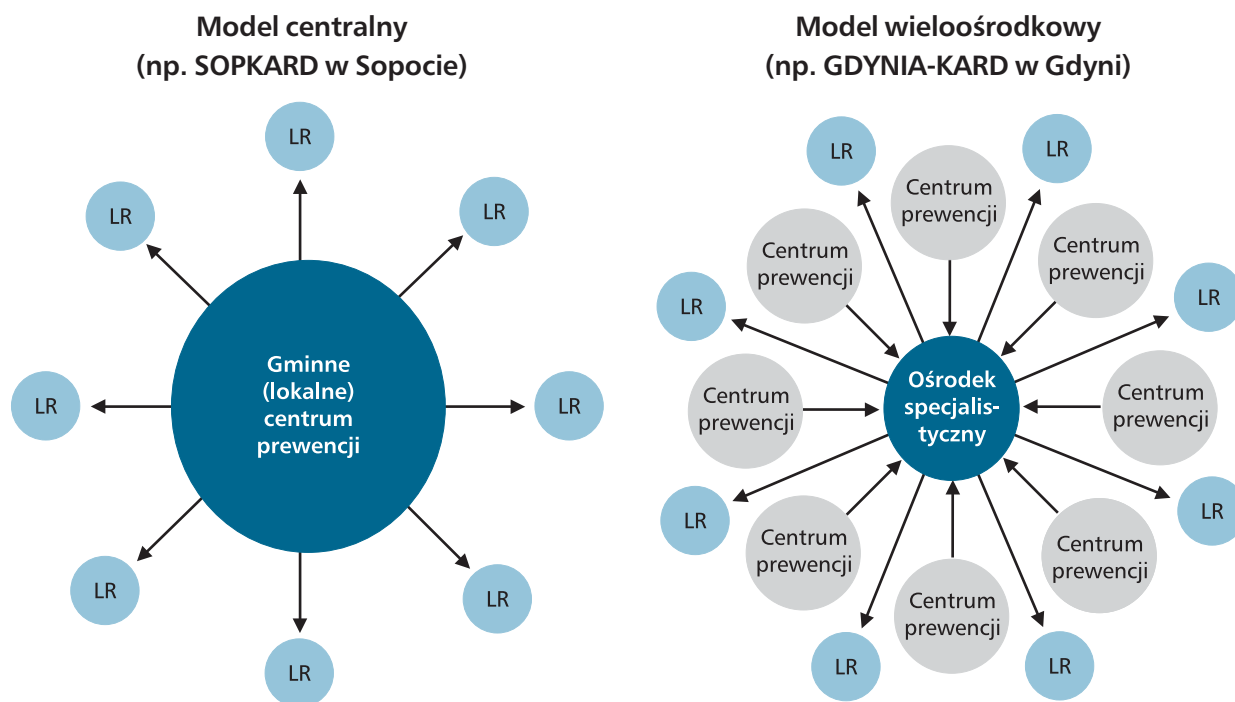 Model centralny
(np. SOPKARD w Sopocie)
LR
LR
LR
LR
Gminne
(lokalne)
centrum
prewencji
LR
LR
LR
LR
Model wieloośrodkowy
(np. GDYNIA-KARD w Gdyni)
LR
LR
Centrum
prewencji
Centrum
prewencji
Centrum
prewencji
LR
LR
Centrum
prewencji
Ośrodek
specjalis-
tyczny
Centrum
prewencji
LR
LR
Centrum
prewencji
Centrum
prewencji
Centrum
prewencji
LR
LR